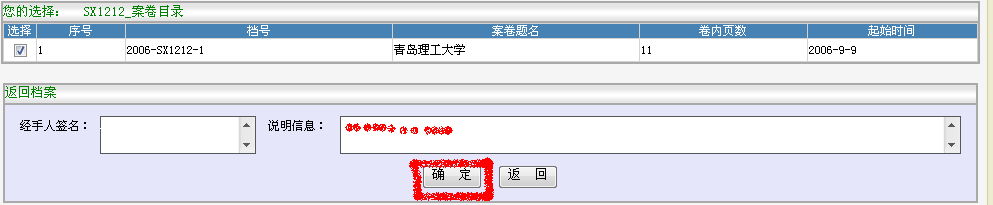 您的选择： SX1212_案卷目录
选择 序号 档号 案卷题名 卷内页数 起始时间
1 2006-SX1212-1 青岛理工大学 11 2006-9-9
返回档案
经手人签名： 说明信息：
确 定 返 回